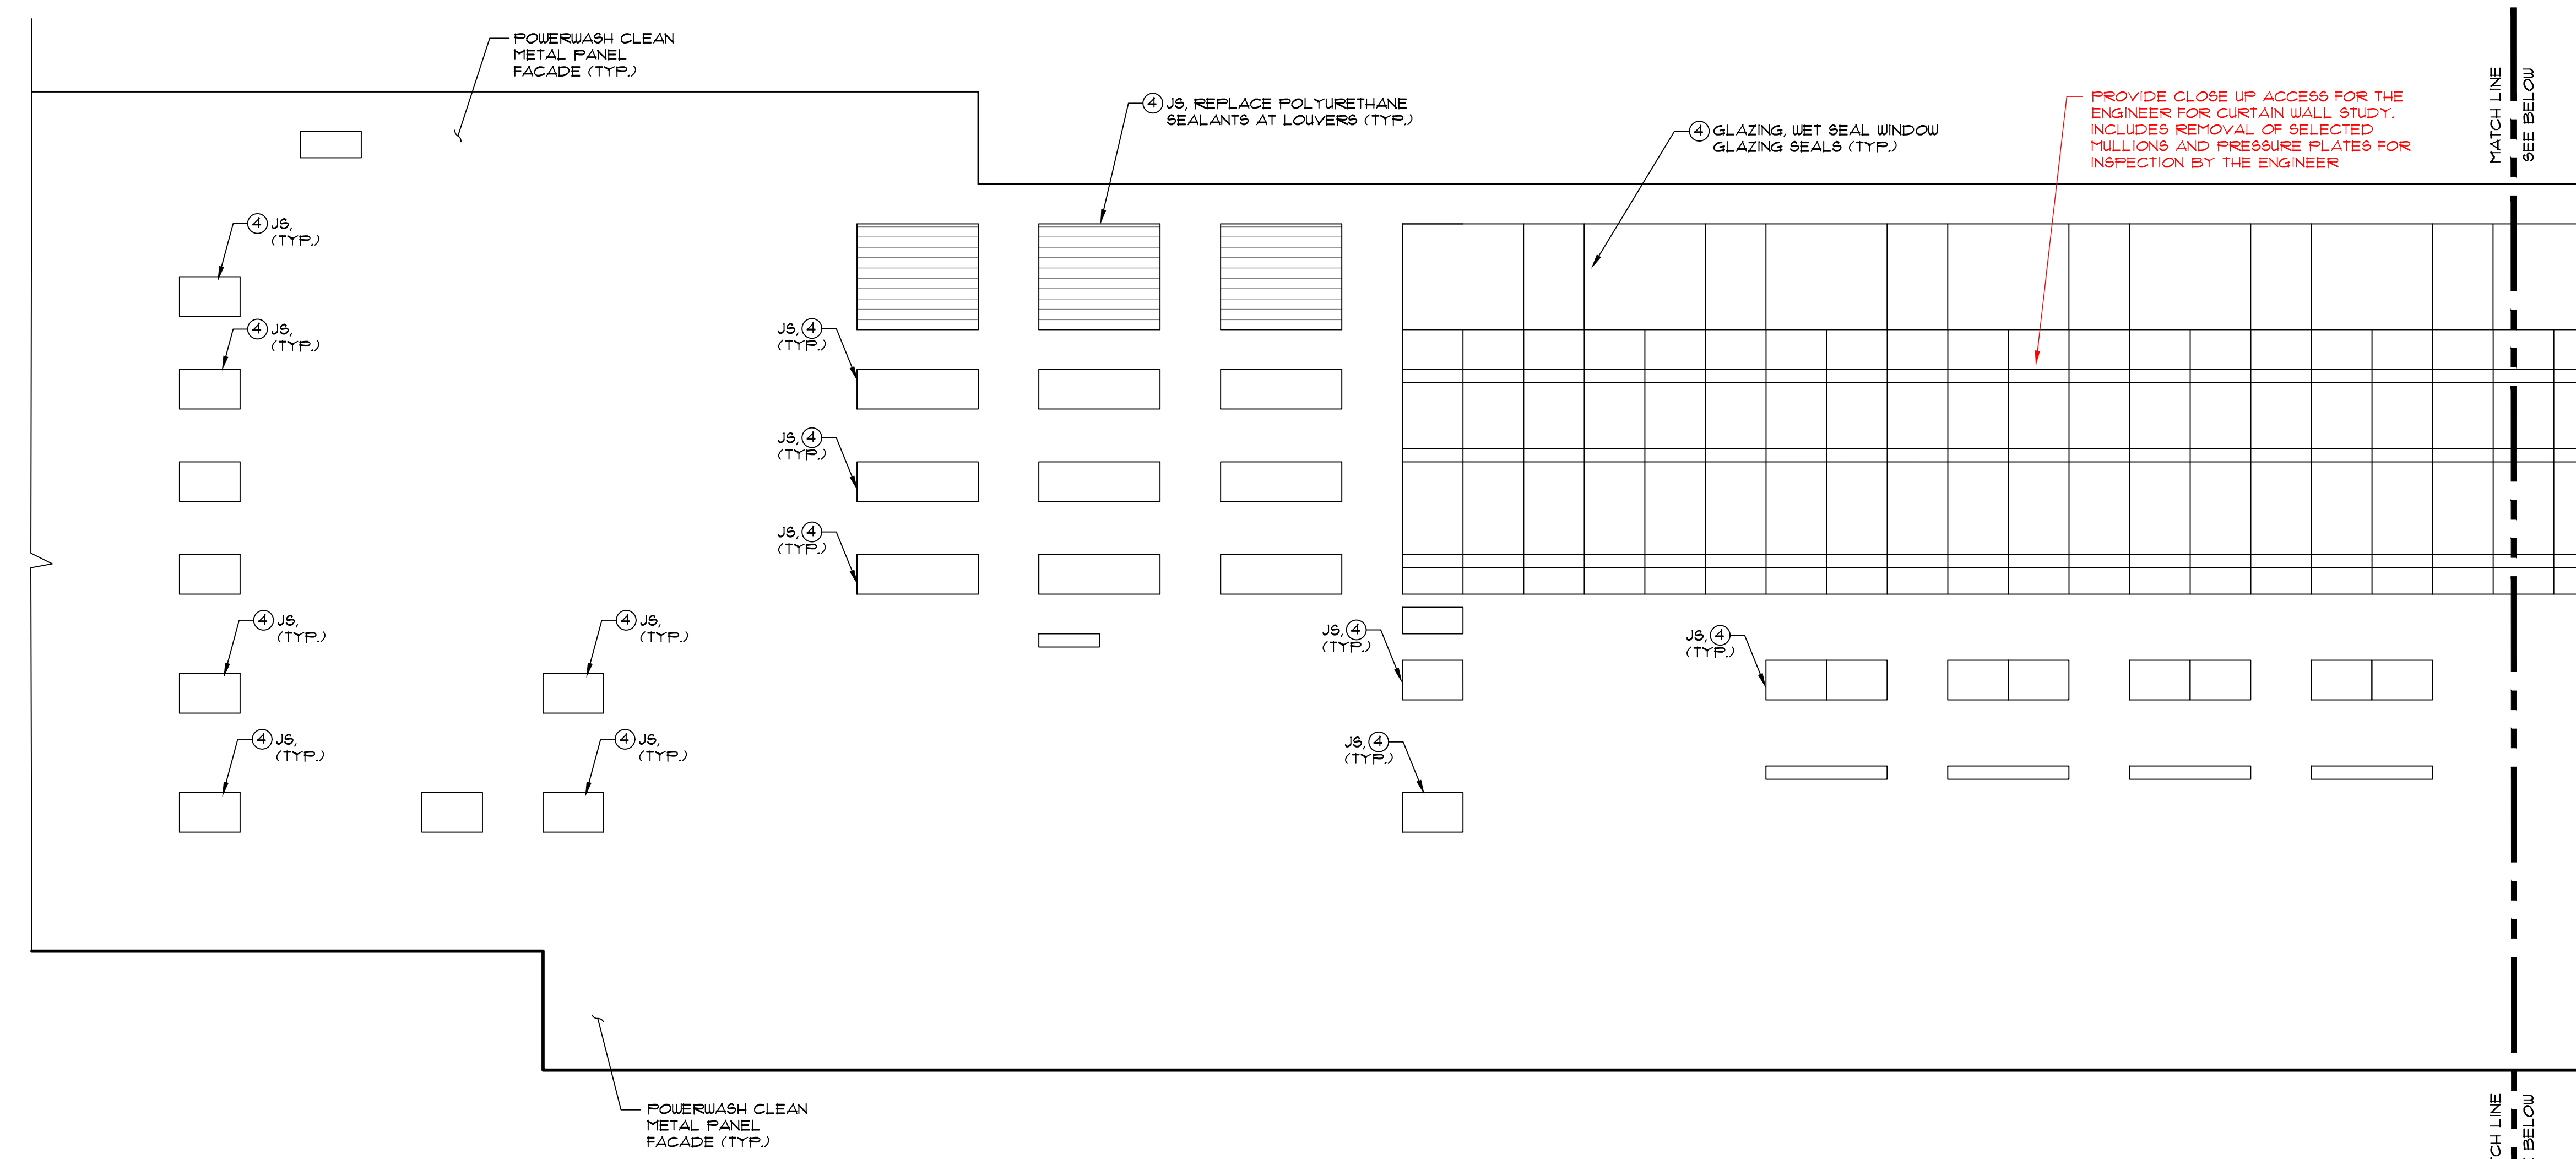 POWERWASH CLEAN
METAL PANEL
FACADE (TYP.)
4 JS, REPLACE POLYURETHANE
SEALANTS AT LOUVERS (TYP.)
4 GLAZING, WET SEAL WINDOW
GLAZING SEALS (TYP.)
PROVIDE CLOSE UP ACCESS FOR THE
ENGINEER FOR CURTAIN WALL STUDY.
INCLUDES REMOVAL OF SELECTED
MULLIONS AND PRESSURE PLATES FOR
INSPECTION BY THE ENGINEER
MATCH LINE
SEE BELOW
4 JS,
(TYP.)
4 JS,
(TYP.)
JS, 4
(TYP.)
JS, 4
(TYP.)
JS, 4
(TYP.)
4 JS,
(TYP.)
4 JS,
(TYP.)
JS, 4
(TYP.)
JS, 4
(TYP.)
4 JS,
(TYP.)
4 JS,
(TYP.)
JS, 4
(TYP.)
POWERWASH CLEAN
METAL PANEL
FACADE (TYP.)
LINE
BELOW